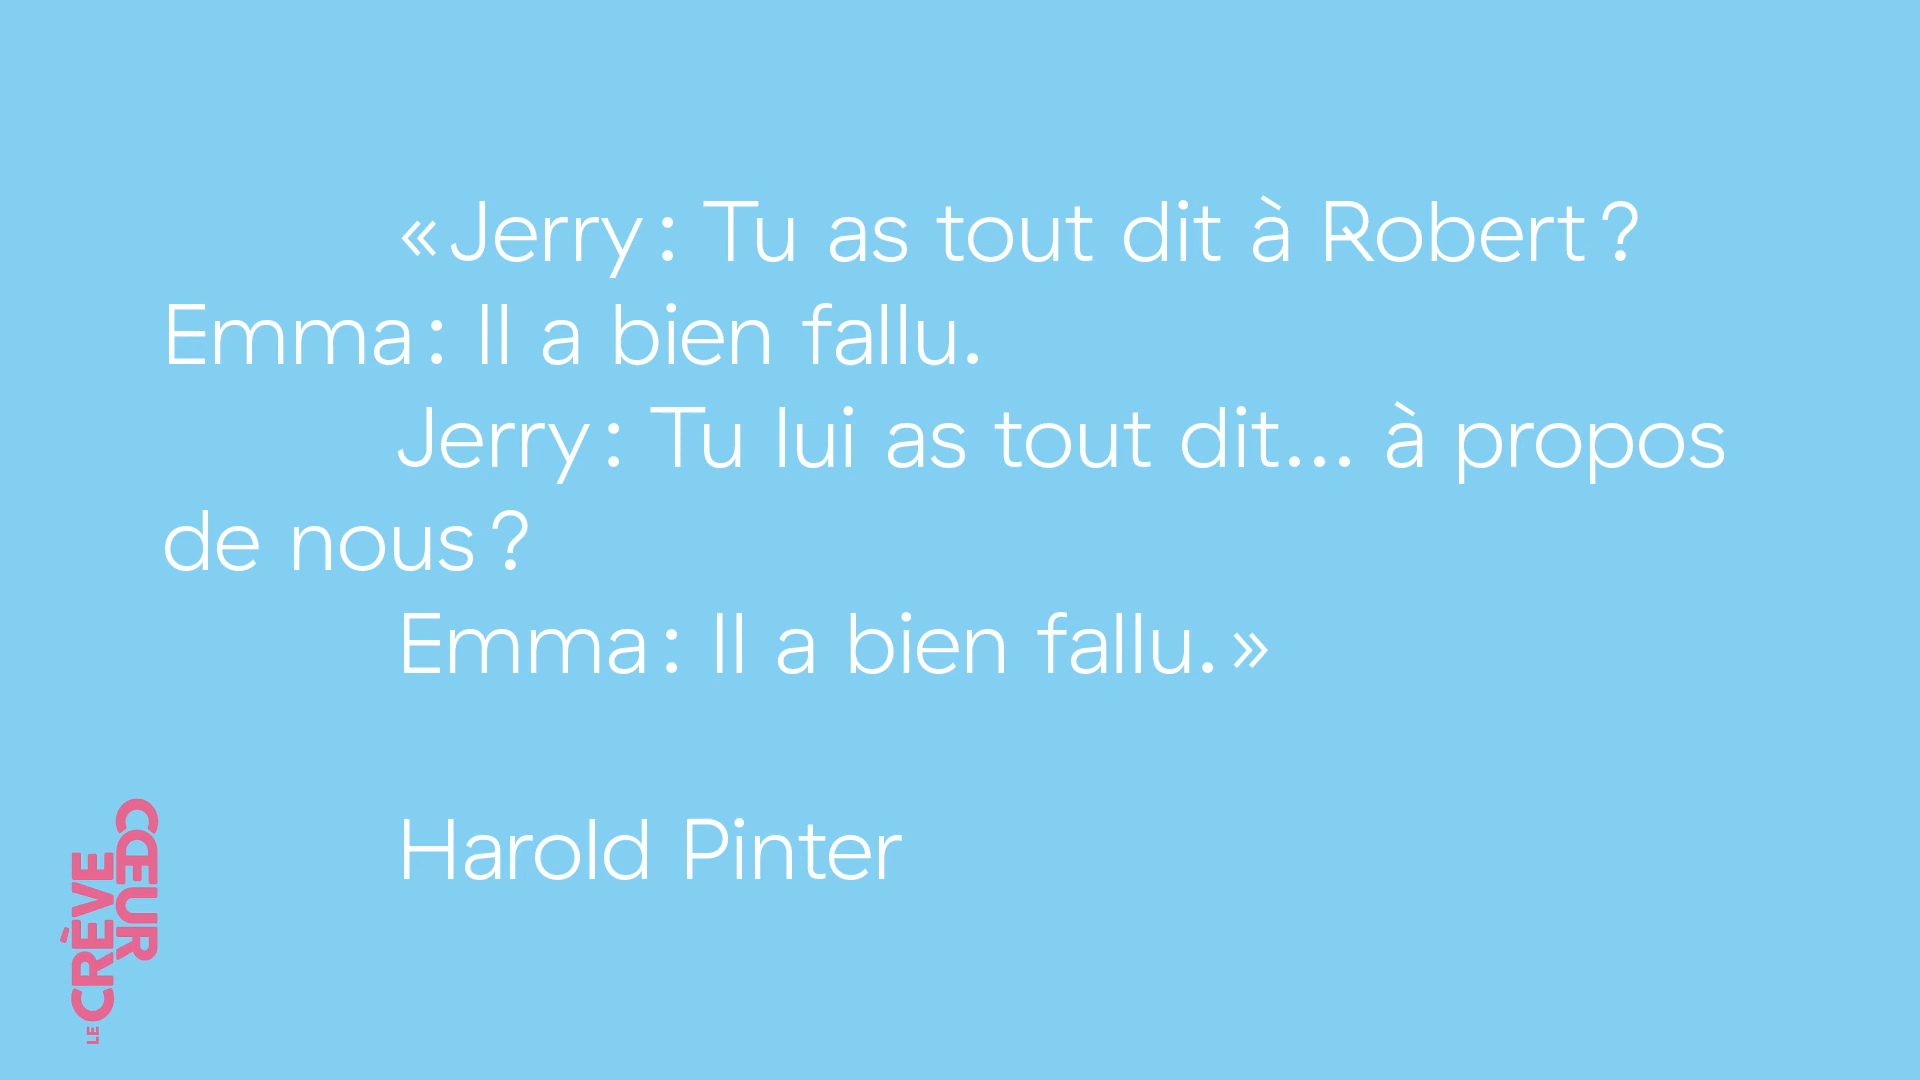 « Jerry : Tu as tout dit à Robert ?
Emma : Il a bien fallu.
Jerry : Tu lui as tout dit... à propos
de nous ?
Emma : Il a bien fallu. »
Harold Pinter
LE CRÈVE
CŒUR